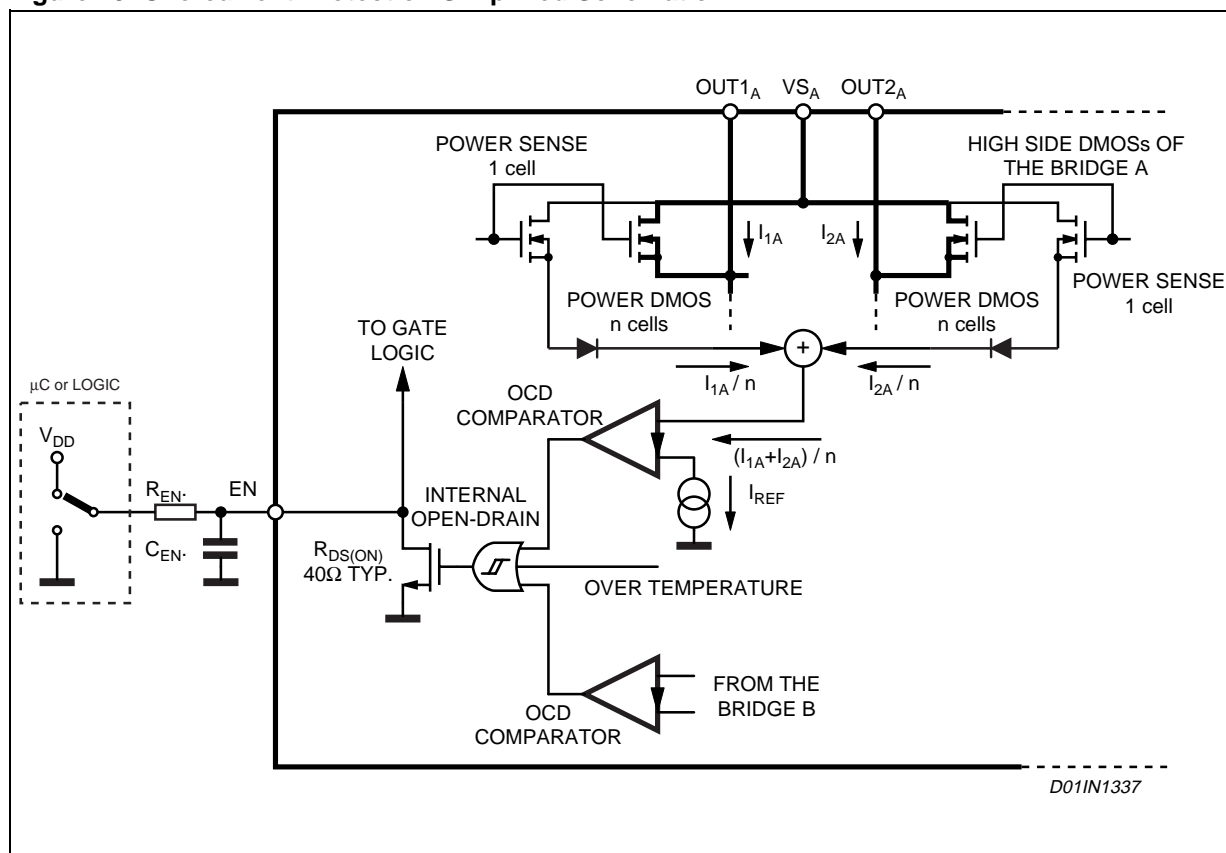 OUT1A VSA OUT2A
POWER SENSE
1 cell
HIGH SIDE DMOSs OF
THE BRIDGE A
I1A
I2A
POWER SENSE
1 cell
POWER DMOS
n cells
POWER DMOS
n cells
TO GATE
LOGIC
+
I1A / n
I2A / n
μC or LOGIC
OCD
COMPARATOR
VDD
(I1A+I2A) / n
IREF
REN.
EN
INTERNAL
OPEN-DRAIN
CEN.
RDS(ON)
40Ω TYP.
OVER TEMPERATURE
FROM THE
BRIDGE B
OCD
COMPARATOR
D01IN1337